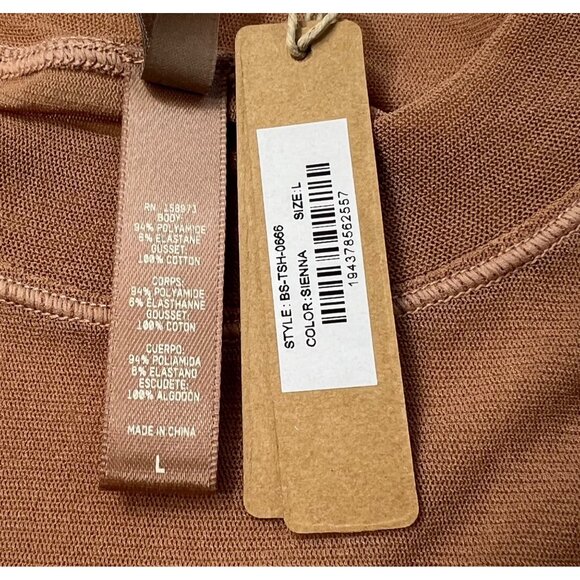 RN. 158973
BODY:
94% POLYAMIDE
6% ELASTANE
GUSSET:
100% COTTON
CORPS:
94% POLYAMIDE
6% ELASTHANNE
GOUSSET:
100% COTON
CUERPO:
94% POLIAMIDA
6% ELASTANO
ESCUDETE:
100% ALGODÓN
MADE IN CHINA
L
STYLE: BS-TSH-0666
COLOR:SIENNA SIZE:L
194378562557